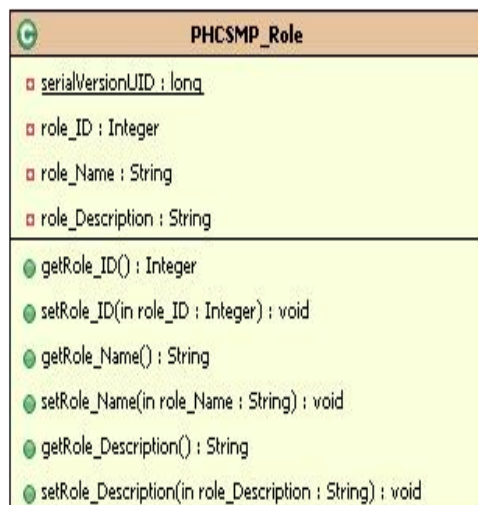 C PHCSMP_Role
serialVersionUID : long
role_ID : Integer
role_Name : String
role_Description : String
getRole_ID() : Integer
setRole_ID(in role_ID : Integer) : void
getRole_Name() : String
setRole_Name(in role_Name : String) : void
getRole_Description() : String
setRole_Description(in role_Description : String) : void